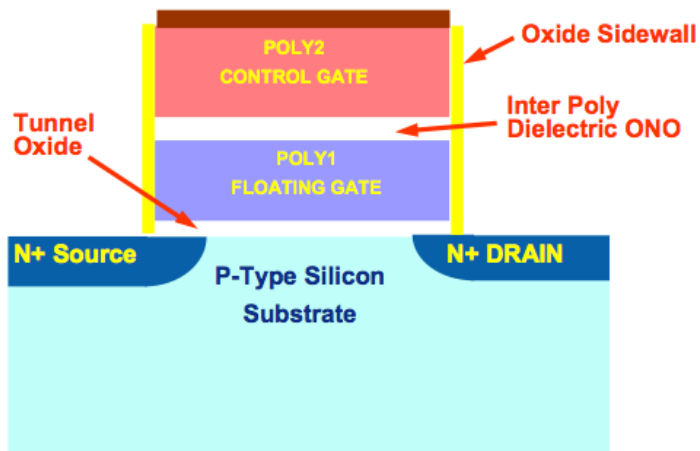 POLY2
CONTROL GATE
Oxide Sidewall
Inter Poly
Dielectric ONO
Tunnel
Oxide
POLY1
FLOATING GATE
N+ Source
N+ DRAIN
P-Type Silicon
Substrate